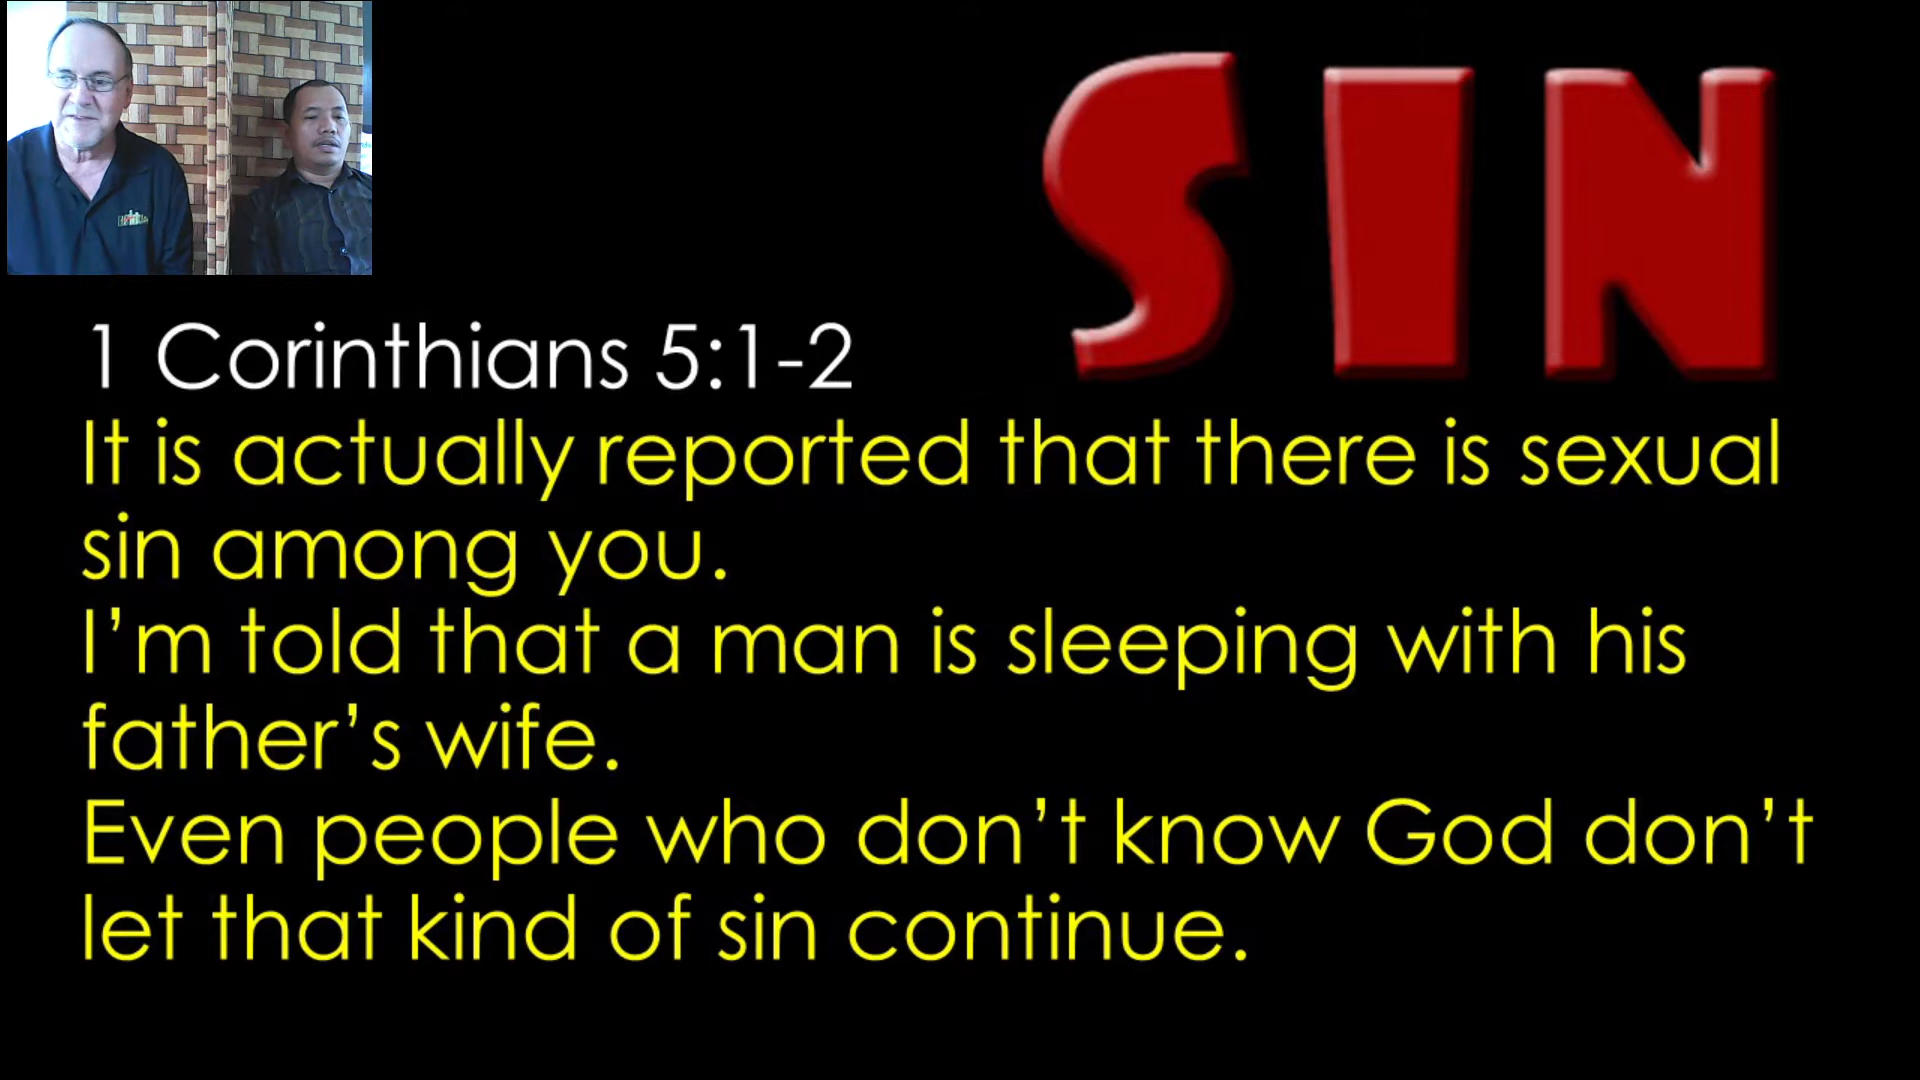 SIN
1 Corinthians 5:1-2
It is actually reported that there is sexual
sin among you.
I’m told that a man is sleeping with his
father’s wife.
Even people who don’t know God don’t
let that kind of sin continue.